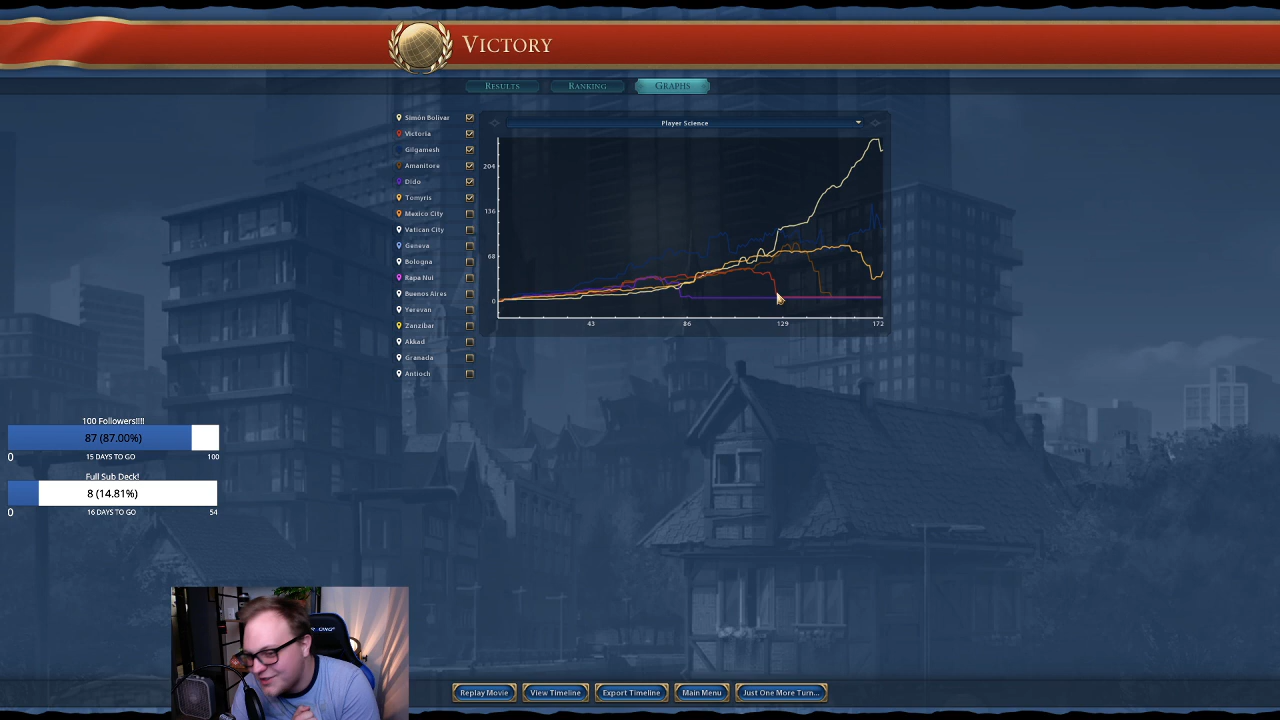 VICTORY
RESULTS
RANKING
GRAPHS
Simón Bolívar
Victoria
Gilgamesh
Amanitore
Dido
Tomyris
Mexico City
Vatican City
Geneva
Bologna
Rapa Nui
Buenos Aires
Yerevan
Zanzibar
Akkad
Granada
Antioch
Player Science
204
136
68
0
43
86
129
172
100 Followers!!!!
87 (87.00%)
0
15 DAYS TO GO
100
Full Sub Deck!
8 (14.81%)
0
16 DAYS TO GO
54
Replay Movie
View Timeline
Export Timeline
Main Menu
Just One More Turn...